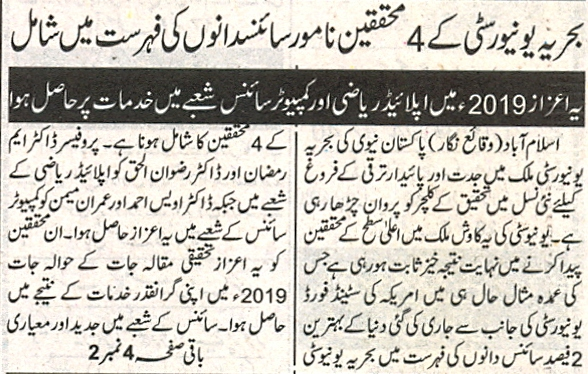 بحریہ یونیورسٹی کے 4 محققین نامور سائنسدانوں کی فہرست میں شامل
یہ اعزاز 2019ء میں اپلائیڈ ریاضی اور کمپیوٹر سائنس شعبے میں خدمات پر حاصل ہوا
اسلام آباد (وقائع نگار) پاکستان نیوی کی بحریہ
یونیورسٹی ملک میں جدت اور پائیدار ترقی کے فروغ
کیلئے نئی نسل میں تحقیق کے کلچر کو پروان چڑھا رہی
ہے۔ یونیورسٹی کی یہ کاوش ملک میں اعلیٰ سطح کے محققین
پیدا کرنے میں نہایت نتیجہ خیز ثابت ہو رہی ہے جس
کی عمدہ مثال حال ہی میں امریکہ کی سٹینڈ فورڈ
یونیورسٹی کی جانب سے جاری کی گئی دنیا کے بہترین
2 فیصد سائنس دانوں کی فہرست میں بحریہ یونیوسٹی
کے 4 محققین کا شامل ہونا ہے۔ پروفیسر ڈاکٹر ایم
رمضان اور ڈاکٹر رضوان الحق کو اپلائیڈ ریاضی کے
شعبے میں جبکہ ڈاکٹر اویس احمد اور عمران میمن کو کمپیوٹر
سائنس کے شعبے میں یہ اعزاز حاصل ہوا۔ ان محققین
کو یہ اعزاز تحقیقی مقالہ جات کے حوالہ جات
2019ء میں اپنی گرانقدر خدمات کے نتیجے میں
حاصل ہوا۔ سائنس کے شعبے میں جدید اور معیاری
باقی صفحہ 4 نمبر 2